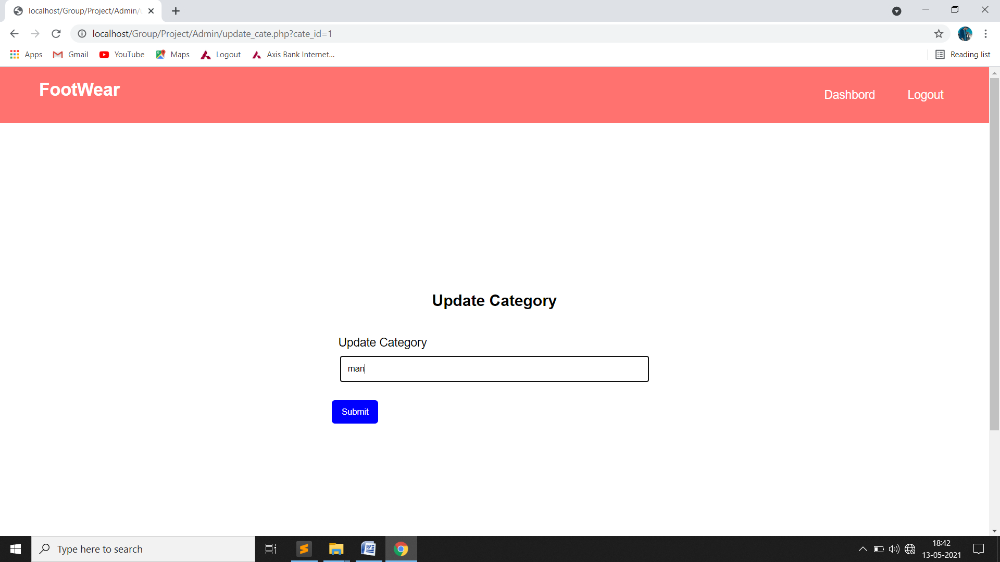 localhost/Group/Project/Admin/
localhost/Group/Project/Admin/update_cate.php?cate_id=1
Apps Gmail YouTube Maps Logout Axis Bank Internet... Reading list
FootWear
Dashbord Logout
Update Category
Update Category
man
Submit
Type here to search
18:42
13-05-2021